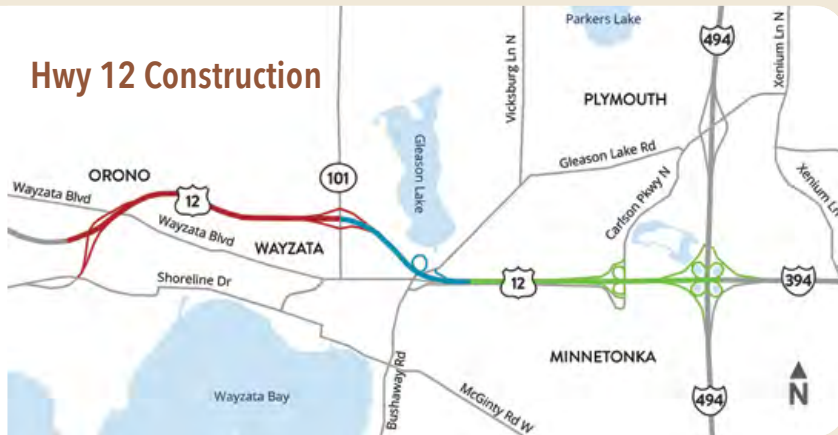 Hwy 12 Construction
Parkers Lake
494
Xenium Ln N
Vicksburg Ln N
PLYMOUTH
Gleason Lake
Gleason Lake Rd
ORONO
101
Wayzata Blvd
12
Carlson Pkwy N
Xenium Ln
Wayzata Blvd
WAYZATA
Shoreline Dr
12
394
MINNETONKA
Wayzata Bay
Bushaway Rd
McGinty Rd W
494
N